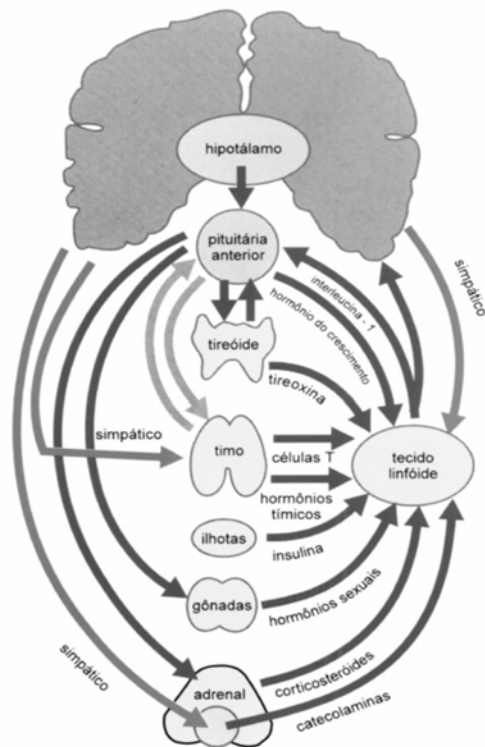 hipotálamo
pituitária
anterior
simpático
interleucina - 1
hormônio do crescimento
tireóide
tireoxina
simpático
timo
células T
tecido
linfóide
hormônios
tímicos
ilhotas
insulina
gônadas
hormônios sexuais
simpático
adrenal
corticosteróides
catecolaminas